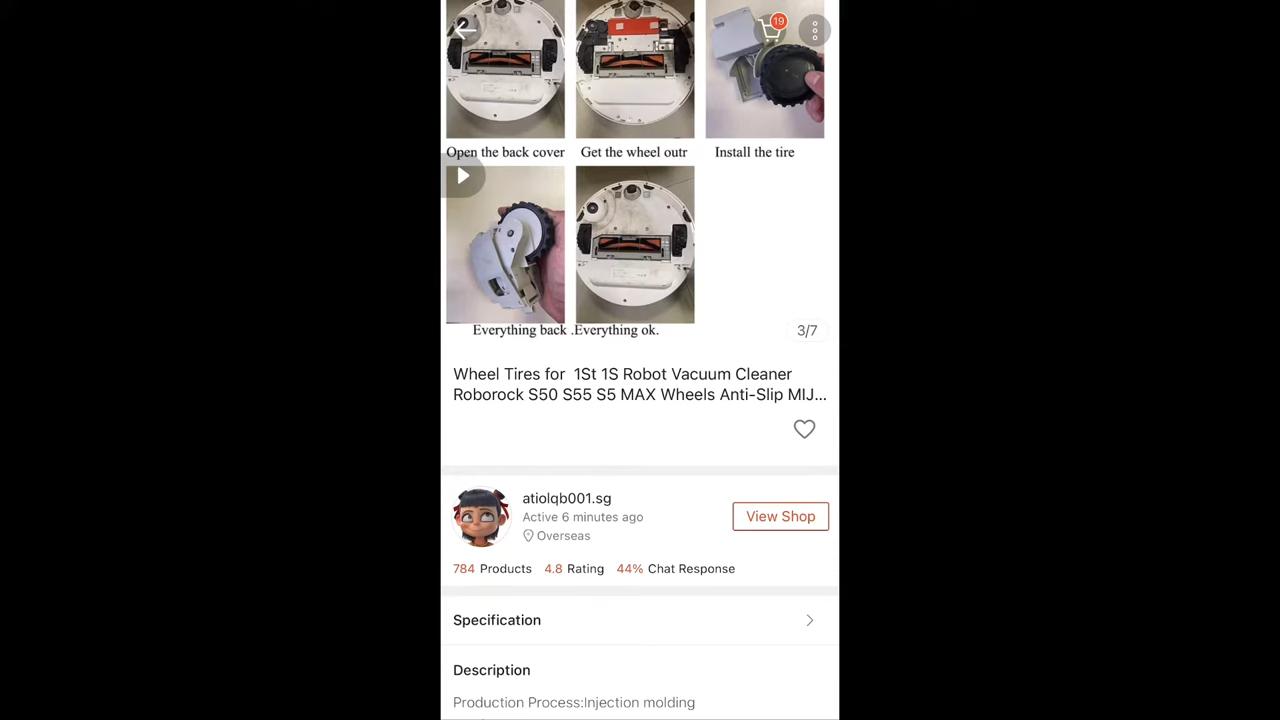 19
Open the back cover
Get the wheel outr
Install the tire
Everything back .Everything ok.
3/7
Wheel Tires for 1St 1S Robot Vacuum Cleaner
Roborock S50 S55 S5 MAX Wheels Anti-Slip MIJ...
atiolqb001.sg
Active 6 minutes ago
View Shop
Overseas
784 Products 4.8 Rating 44% Chat Response
Specification
Description
Production Process:Injection molding